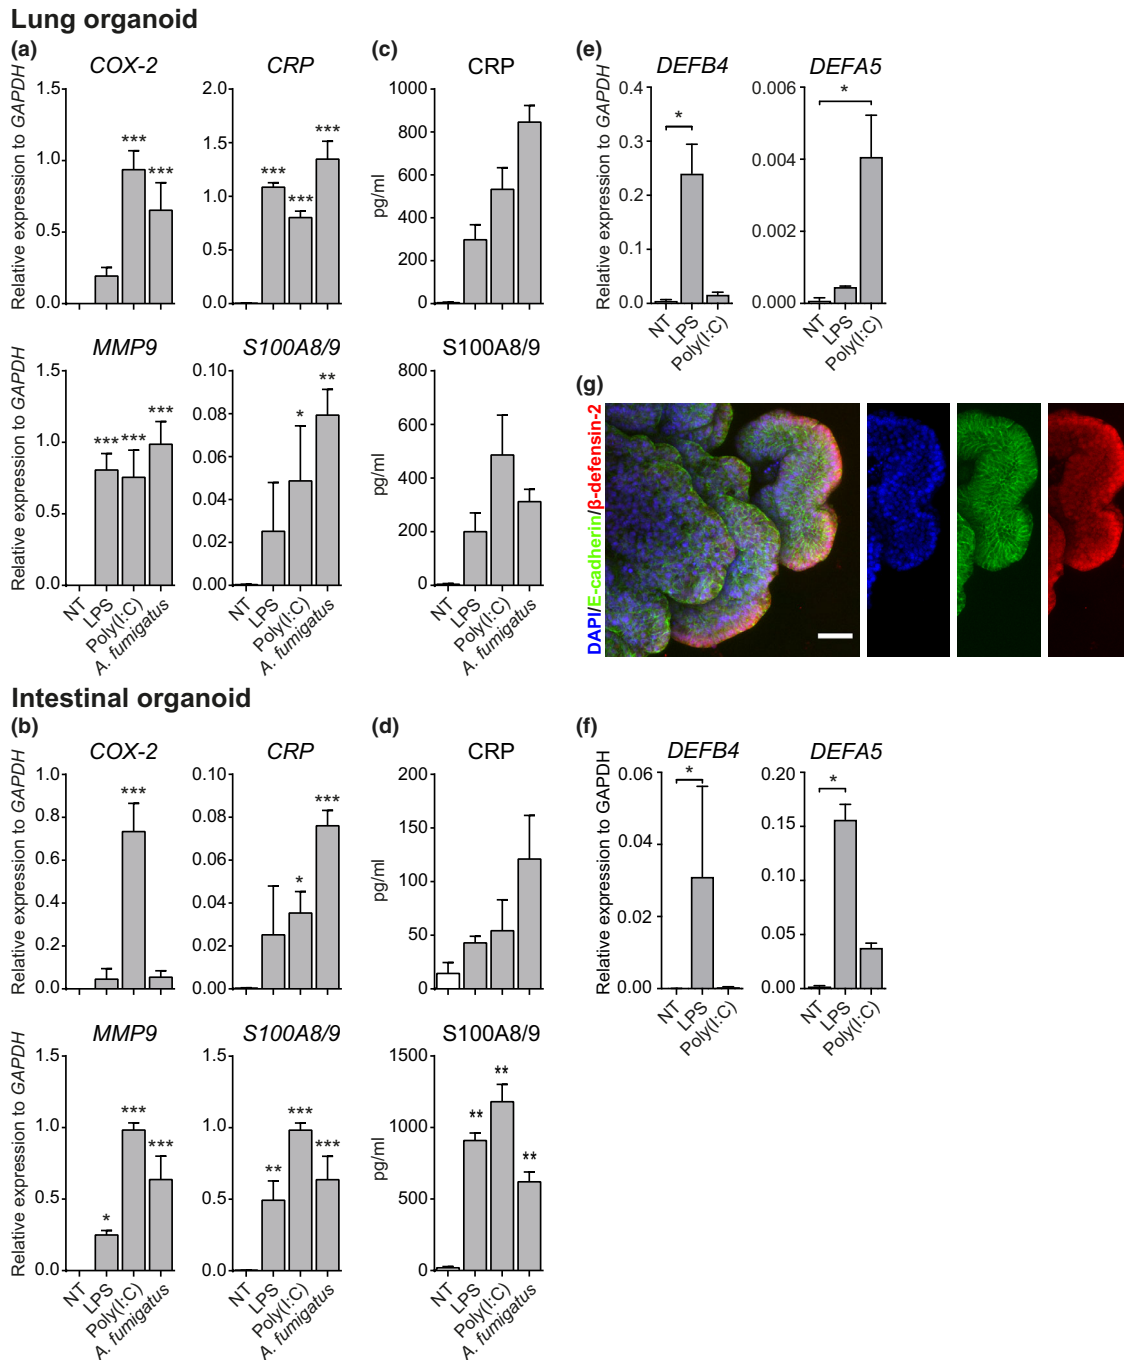 Lung organoid
(a)
COX-2
CRP
Relative expression to GAPDH
1.5
1.0
0.5
0.0
***
***
2.0
1.5
1.0
0.5
0.0
***
***
***
MMP9
S100A8/9
Relative expression to GAPDH
1.5
1.0
0.5
0.0
***
***
***
0.10
0.08
0.06
0.04
0.02
0.00
*
**
NT
LPS
Poly(I:C)
A. fumigatus
NT
LPS
Poly(I:C)
A. fumigatus
(c)
CRP
pg/ml
1000
800
600
400
200
0
S100A8/9
pg/ml
800
600
400
200
0
NT
LPS
Poly(I:C)
A. fumigatus
(e)
DEFB4
DEFA5
Relative expression to GAPDH
0.4
0.3
0.2
0.1
0.0
*
0.006
0.004
0.002
0.000
*
NT
LPS
Poly(I:C)
NT
LPS
Poly(I:C)
(g)
DAPI/E-cadherin/β-defensin-2
Intestinal organoid
(b)
COX-2
CRP
Relative expression to GAPDH
1.0
0.8
0.6
0.4
0.2
0.0
***
0.10
0.08
0.06
0.04
0.02
0.00
*
***
MMP9
S100A8/9
Relative expression to GAPDH
1.5
1.0
0.5
0.0
*
***
***
1.5
1.0
0.5
0.0
**
***
***
NT
LPS
Poly(I:C)
A. fumigatus
NT
LPS
Poly(I:C)
A. fumigatus
(d)
CRP
pg/ml
200
150
100
50
0
S100A8/9
pg/ml
1500
1000
500
0
**
**
**
NT
LPS
Poly(I:C)
A. fumigatus
(f)
DEFB4
DEFA5
Relative expression to GAPDH
0.06
0.04
0.02
0.00
*
0.20
0.15
0.10
0.05
0.00
*
NT
LPS
Poly(I:C)
NT
LPS
Poly(I:C)